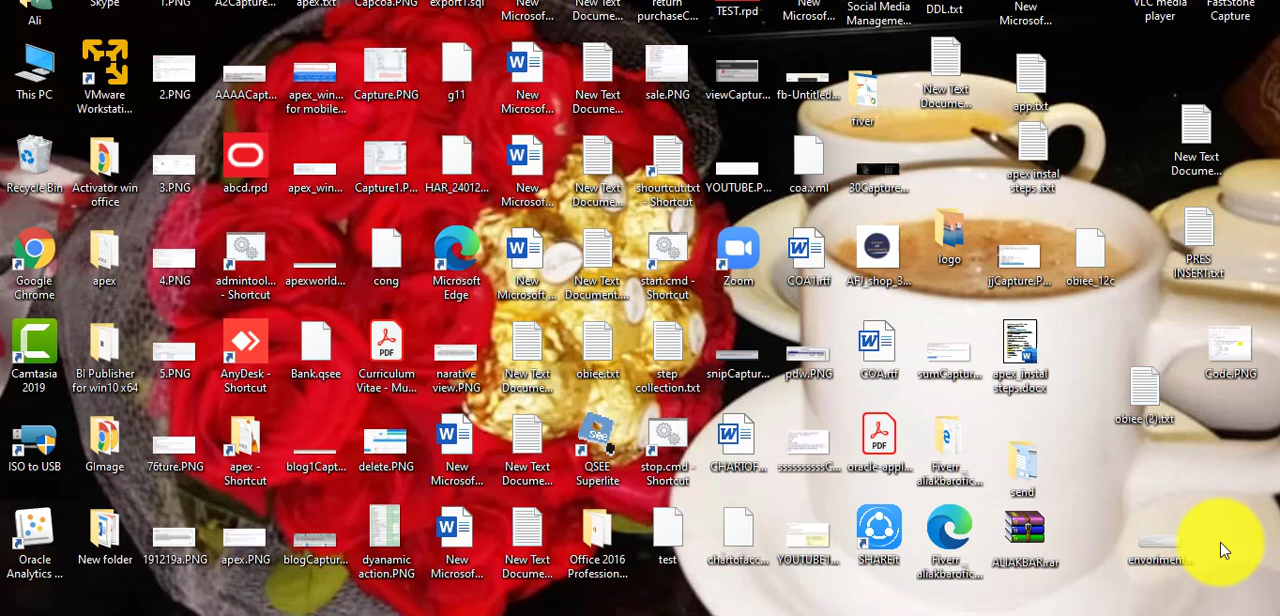 Ali
Skype
1.PNG
A2Capture...
apex.txt
Capcoa.PNG
export1.sql
New
Microsof...
New Text
Docume...
return
purchaseC...
TEST.rpd
New
Microsof...
Social Media
Manageme...
DDL.txt
New
Microsof...
VLC media
player
FastStone
Capture
This PC
VMware
Workstati...
2.PNG
AAAACapt...
apex_win...
for mobile...
Capture.PNG
g11
New
Microsof...
New Text
Docume...
sale.PNG
viewCaptur...
fb-Untitled...
fiver
New Text
Docume...
app.txt
New Text
Docume...
Recycle Bin
Activator win
office
3.PNG
abcd.rpd
apex_win...
Capture1.P...
HAR_24012...
New
Microsof...
New Text
Docume...
shourtcut.txt
- Shortcut
YOUTUBE.P...
coa.xml
30Capture...
apex instal
steps .txt
Google
Chrome
apex
4.PNG
admintool...
- Shortcut
apexworld...
cong
Microsoft
Edge
New
Microsoft ...
New Text
Document...
start.cmd -
Shortcut
Zoom
COA1.rtf
AFJ_shop_3...
logo
jjCapture.P...
obiee_12c
PRES
INSERT.txt
Camtasia
2019
BI Publisher
for win10 x64
5.PNG
AnyDesk -
Shortcut
Bank.qsee
PDF
Curriculum
Vitae - Mu...
narative
view.PNG
New Text
Docume...
obiee.txt
step
collection.txt
snipCaptur...
pdw.PNG
COA.rtf
sumCaptur...
apex_instal
steps.docx
obiee (2).txt
Code.PNG
ISO to USB
GImage
76ture.PNG
apex -
Shortcut
blog1Capt...
delete.PNG
New
Microsof...
New Text
Docume...
QSEE
Superlite
stop.cmd -
Shortcut
CHARTOF...
sssssssssC...
PDF
oracle-appl...
Fiverr_
aliakbarofic...
send
Oracle
Analytics ...
New folder
191219a.PNG
apex.PNG
blogCaptur...
dyanamic
action.PNG
New
Microsof...
New Text
Docume...
Office 2016
Profession...
test
chartofacc...
YOUTUBE1...
SHAREit
Fiverr_
aliakbarofic...
ALIAKBAR.rar
envoriment...